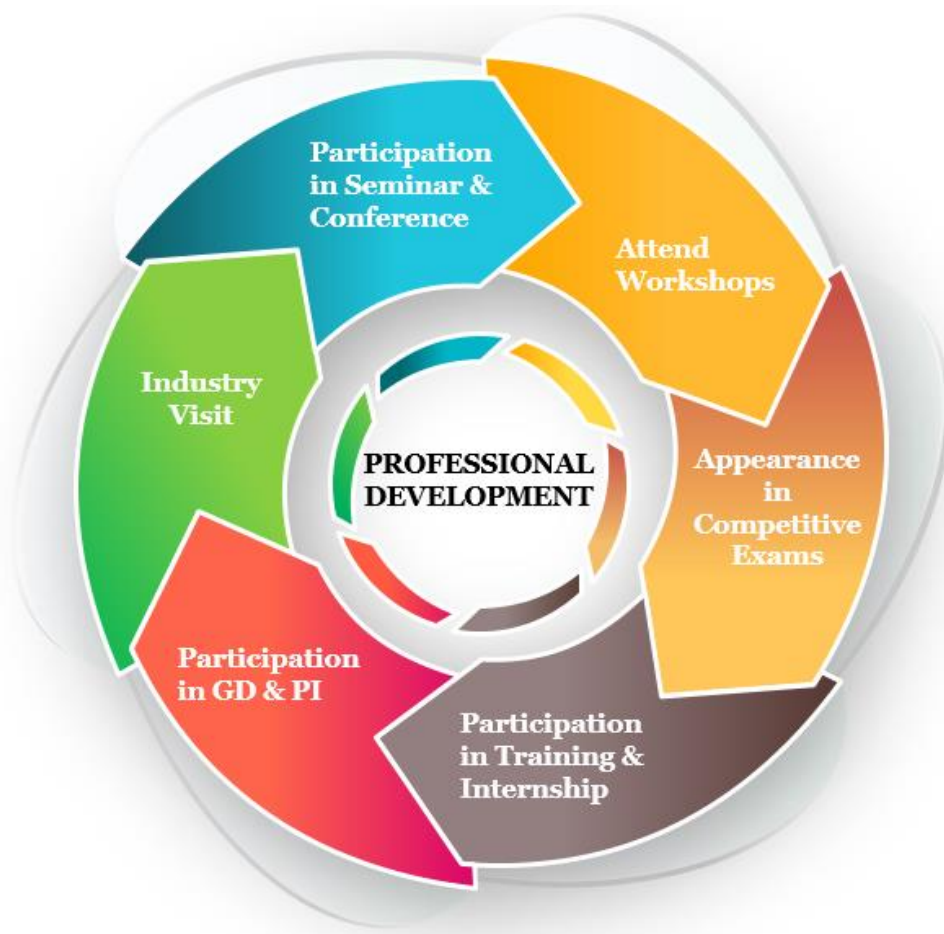 Participation
in Seminar &
Conference
Attend
Workshops
Appearance
in
Competitive
Exams
Participation
in Training &
Internship
Participation
in GD & PI
Industry
Visit
PROFESSIONAL
DEVELOPMENT